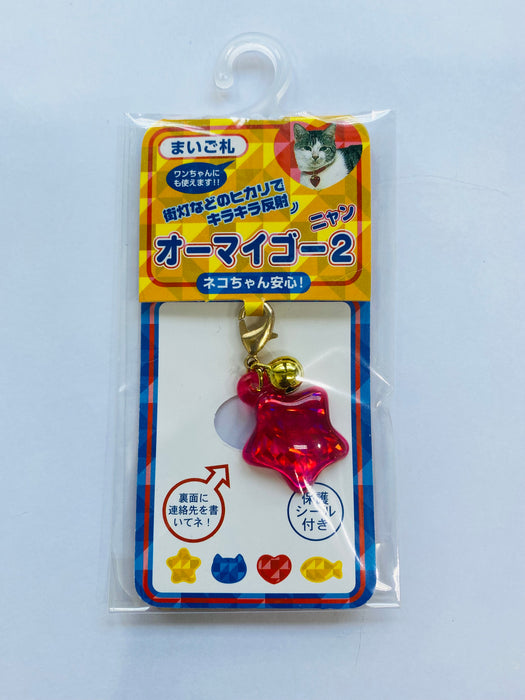 まいご札
ワンちゃんに
も使えます!!
街灯などのヒカリで
キラキラ反射
ニャン
オーマイゴー2
ネコちゃん安心!
裏面に
連絡先を書
いてネ!
保護
シール
付き